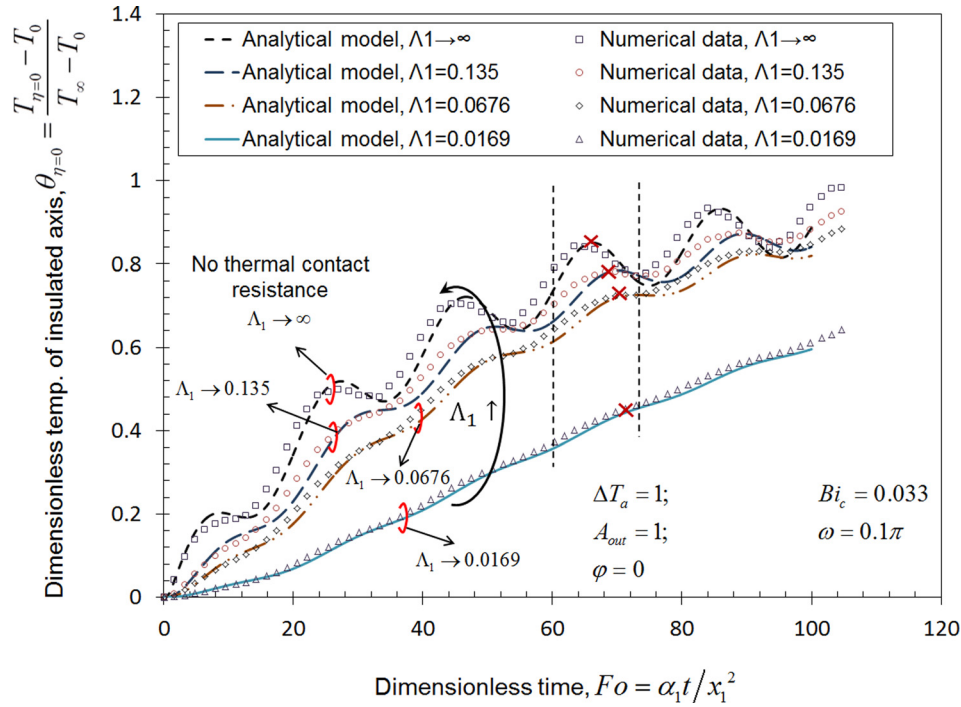 1.4
1.2
1
0.8
0.6
0.4
0.2
0
0 20 40 60 80 100 120
Dimensionless temp. of insulated axis, θη=0 = (Tη=0 − T0) / (T∞ − T0)
Dimensionless time, Fo = α1t/x1²
Analytical model, Λ1→∞
Analytical model, Λ1=0.135
Analytical model, Λ1=0.0676
Analytical model, Λ1=0.0169
Numerical data, Λ1→∞
Numerical data, Λ1=0.135
Numerical data, Λ1=0.0676
Numerical data, Λ1=0.0169
No thermal contact
resistance
Λ1→∞
Λ1→0.135
Λ1 ↑
Λ1→0.0676
Λ1→0.0169
ΔTa = 1;
Aout = 1;
φ = 0
Bic = 0.033
ω = 0.1π